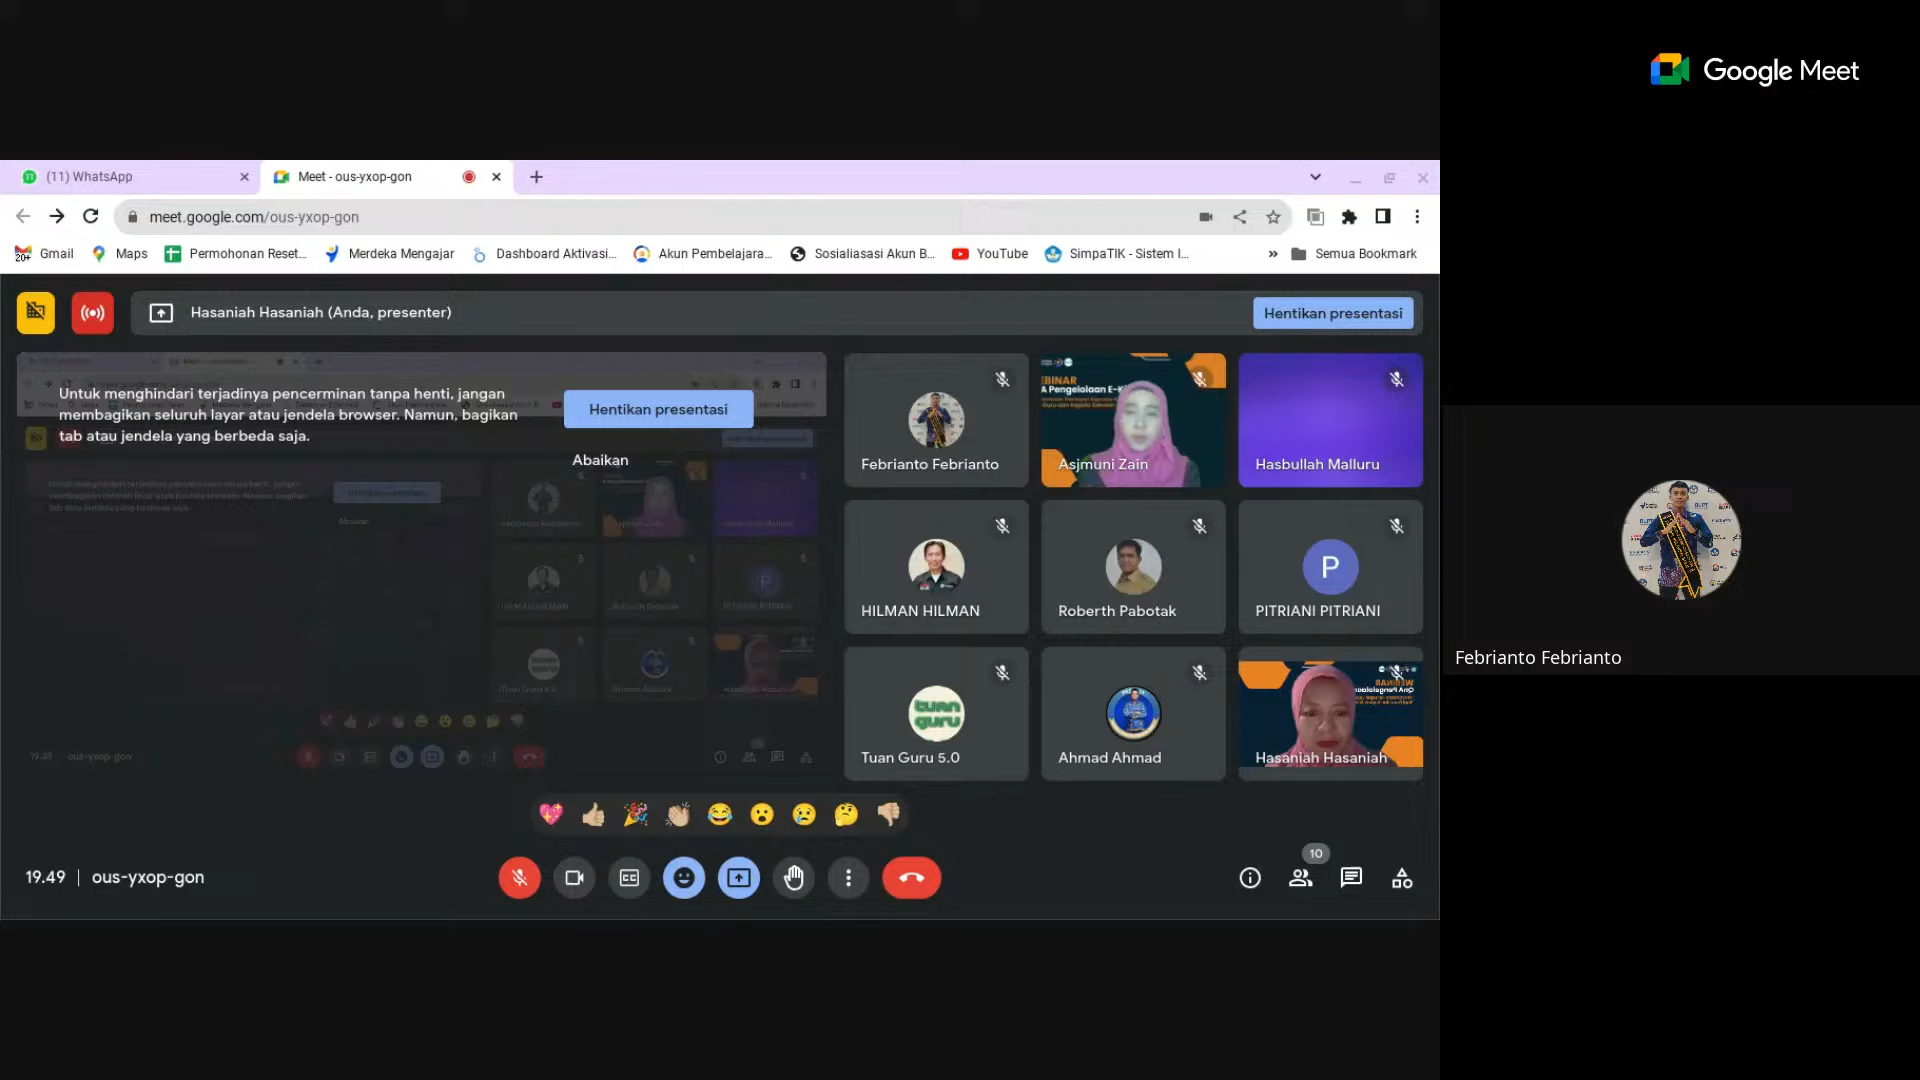 Google Meet
(11) WhatsApp
Meet - ous-yxop-gon
meet.google.com/ous-yxop-gon
20+
Gmail
Maps
Permohonan Reset...
Merdeka Mengajar
Dashboard Aktivasi...
Akun Pembelajara...
Sosialiasasi Akun B...
YouTube
SimpaTIK - Sistem I...
»
Semua Bookmark
Hasaniah Hasaniah (Anda, presenter)
Hentikan presentasi
Untuk menghindari terjadinya pencerminan tanpa henti, jangan
membagikan seluruh layar atau jendela browser. Namun, bagikan
tab atau jendela yang berbeda saja.
Hentikan presentasi
Abaikan
Febrianto Febrianto
Asjmuni Zain
Hasbullah Malluru
HILMAN HILMAN
Roberth Pabotak
P
PITRIANI PITRIANI
tuan
guru
Tuan Guru 5.0
Ahmad Ahmad
WEBINAR
Hasaniah Hasaniah
19.49 | ous-yxop-gon
10
Febrianto Febrianto